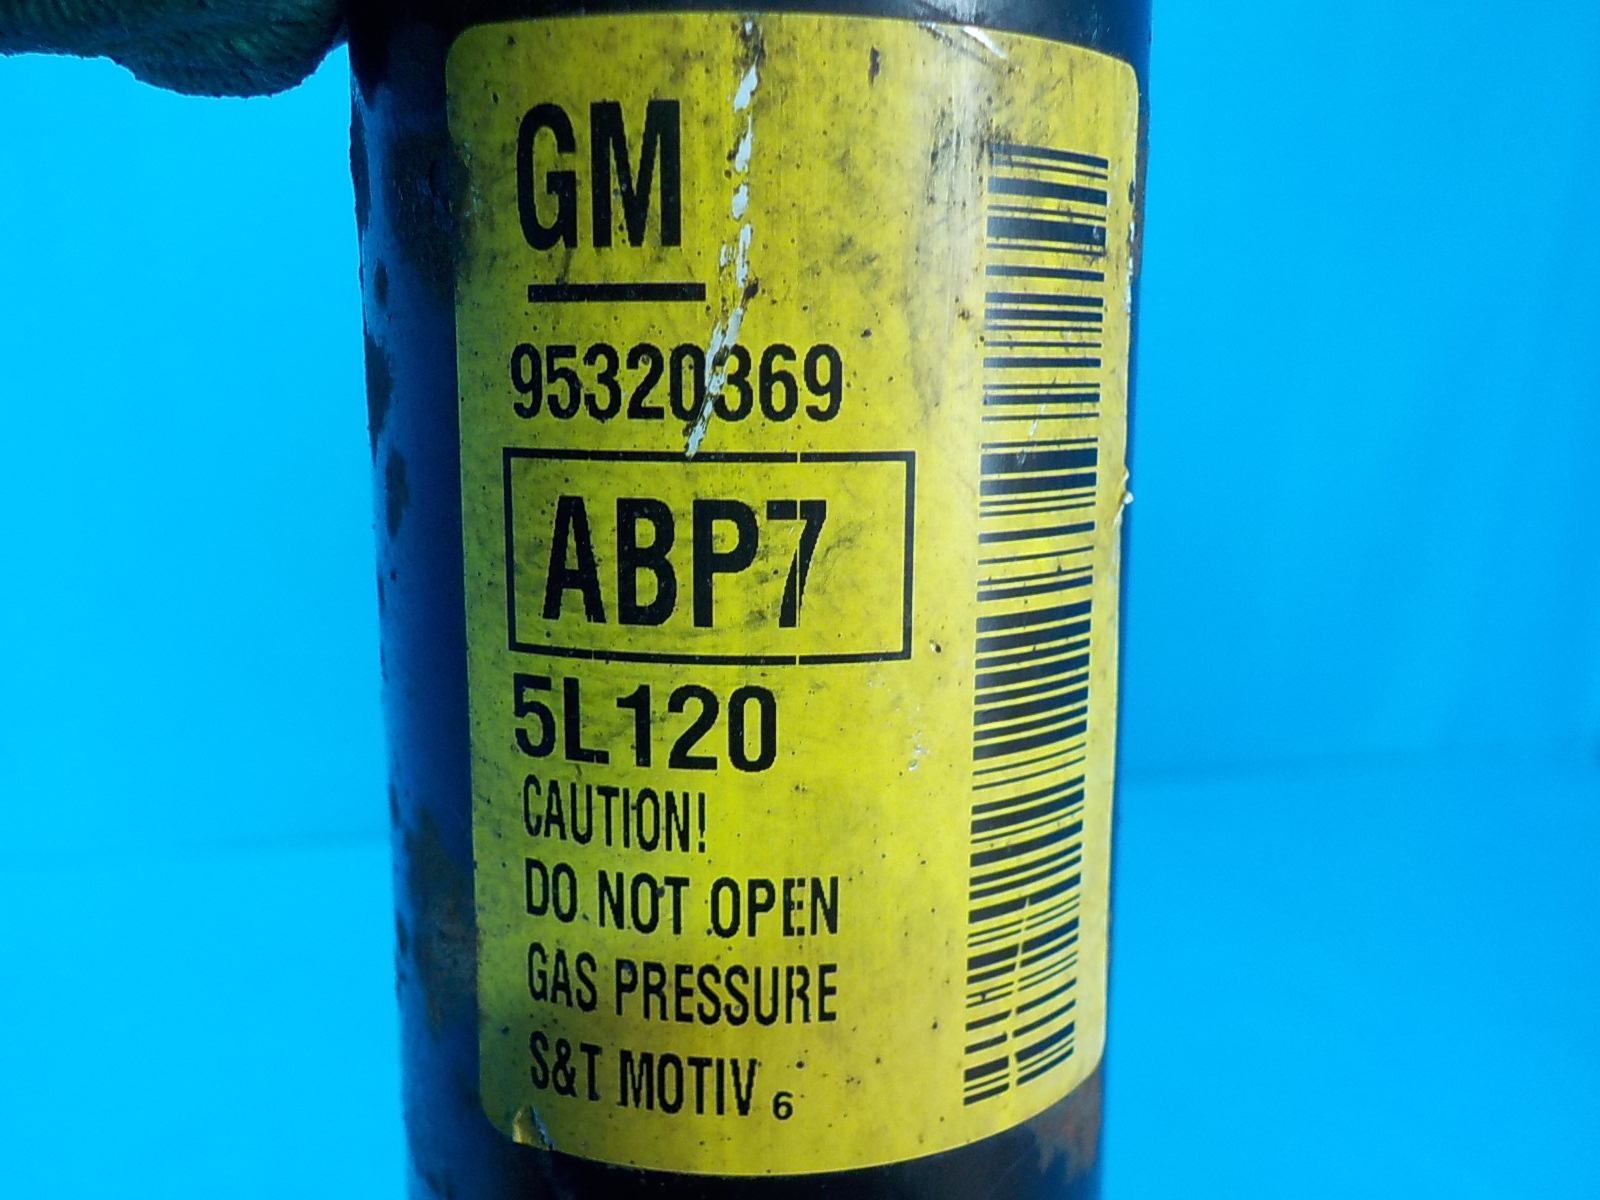 GM
95320369
ABP7
5L120
CAUTION!
DO NOT OPEN
GAS PRESSURE
S&T MOTIV 6